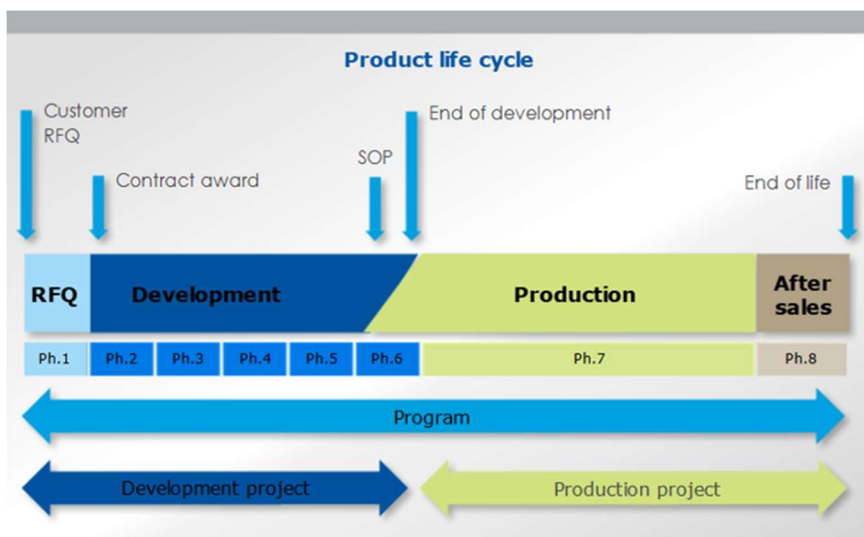 Product life cycle
Customer
RFQ
End of development
SOP
Contract award
End of life
RFQ
Development
Production
After
sales
Ph.1
Ph.2
Ph.3
Ph.4
Ph.5
Ph.6
Ph.7
Ph.8
Program
Development project
Production project